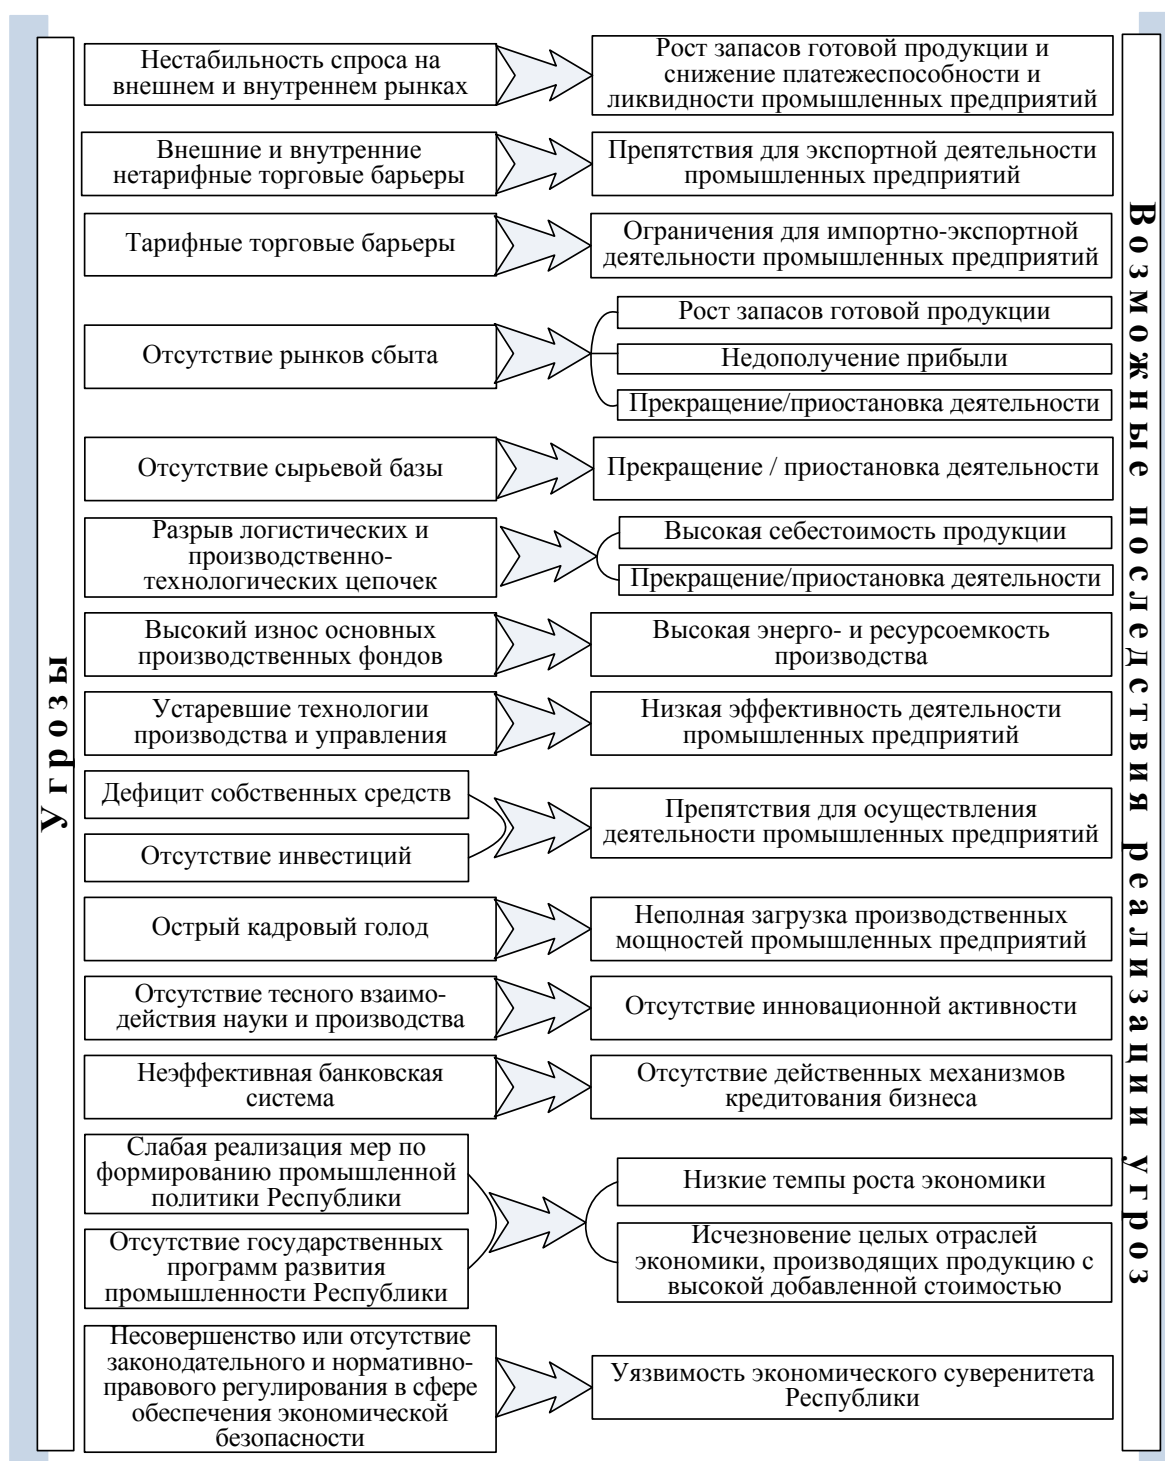 Угрозы
Нестабильность спроса на
внешнем и внутреннем рынках
Рост запасов готовой продукции и
снижение платежеспособности и
ликвидности промышленных предприятий
Внешние и внутренние
нетарифные торговые барьеры
Препятствия для экспортной деятельности
промышленных предприятий
Тарифные торговые барьеры
Ограничения для импортно-экспортной
деятельности промышленных предприятий
Отсутствие рынков сбыта
Рост запасов готовой продукции
Недополучение прибыли
Прекращение/приостановка деятельности
Отсутствие сырьевой базы
Прекращение / приостановка деятельности
Разрыв логистических и
производственно-
технологических цепочек
Высокая себестоимость продукции
Прекращение/приостановка деятельности
Высокий износ основных
производственных фондов
Высокая энерго- и ресурсоемкость
производства
Устаревшие технологии
производства и управления
Низкая эффективность деятельности
промышленных предприятий
Дефицит собственных средств
Отсутствие инвестиций
Препятствия для осуществления
деятельности промышленных предприятий
Острый кадровый голод
Неполная загрузка производственных
мощностей промышленных предприятий
Отсутствие тесного взаимо-
действия науки и производства
Отсутствие инновационной активности
Неэффективная банковская
система
Отсутствие действенных механизмов
кредитования бизнеса
Слабая реализация мер по
формированию промышленной
политики Республики
Отсутствие государственных
программ развития
промышленности Республики
Низкие темпы роста экономики
Исчезновение целых отраслей
экономики, производящих продукцию с
высокой добавленной стоимостью
Несовершенство или отсутствие
законодательного и нормативно-
правового регулирования в сфере
обеспечения экономической
безопасности
Уязвимость экономического суверенитета
Республики
Возможные последствия реализации угроз